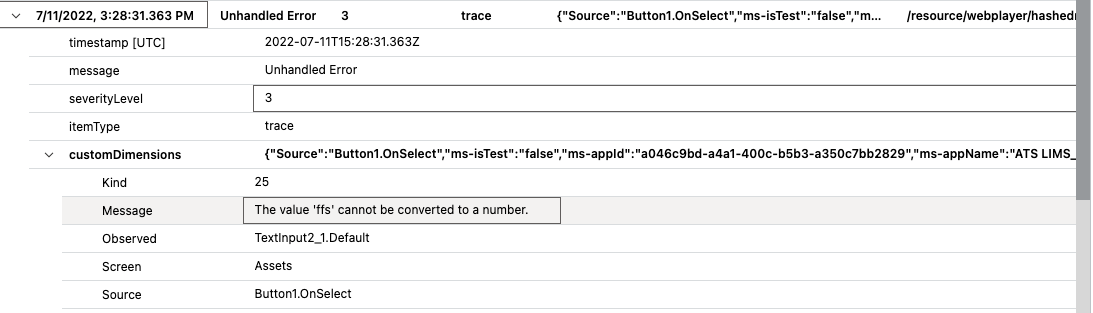 7/11/2022, 3:28:31.363 PM Unhandled Error 3 trace {"Source":"Button1.OnSelect","ms-isTest":"false","m... /resource/webplayer/hashedr
timestamp [UTC] 2022-07-11T15:28:31.363Z
message Unhandled Error
severityLevel 3
itemType trace
customDimensions {"Source":"Button1.OnSelect","ms-isTest":"false","ms-appId":"a046c9bd-a4a1-400c-b5b3-a350c7bb2829","ms-appName":"ATS LIMS_
Kind 25
Message The value 'ffs' cannot be converted to a number.
Observed TextInput2_1.Default
Screen Assets
Source Button1.OnSelect